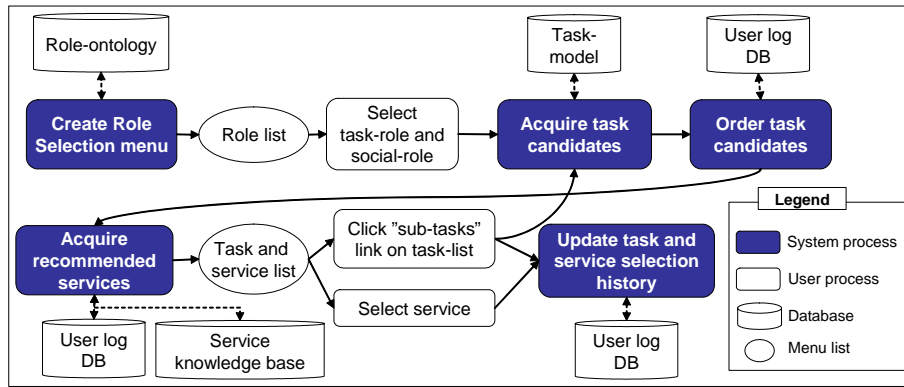 Role-ontology
Task-
model
User log
DB
Create Role
Selection menu
Role list
Select
task-role and
social-role
Acquire task
candidates
Order task
candidates
Acquire
recommended
services
Task and
service list
Click ”sub-tasks”
link on task-list
Select service
Update task and
service selection
history
User log
DB
Service
knowledge base
User log
DB
Legend
System process
User process
Database
Menu list